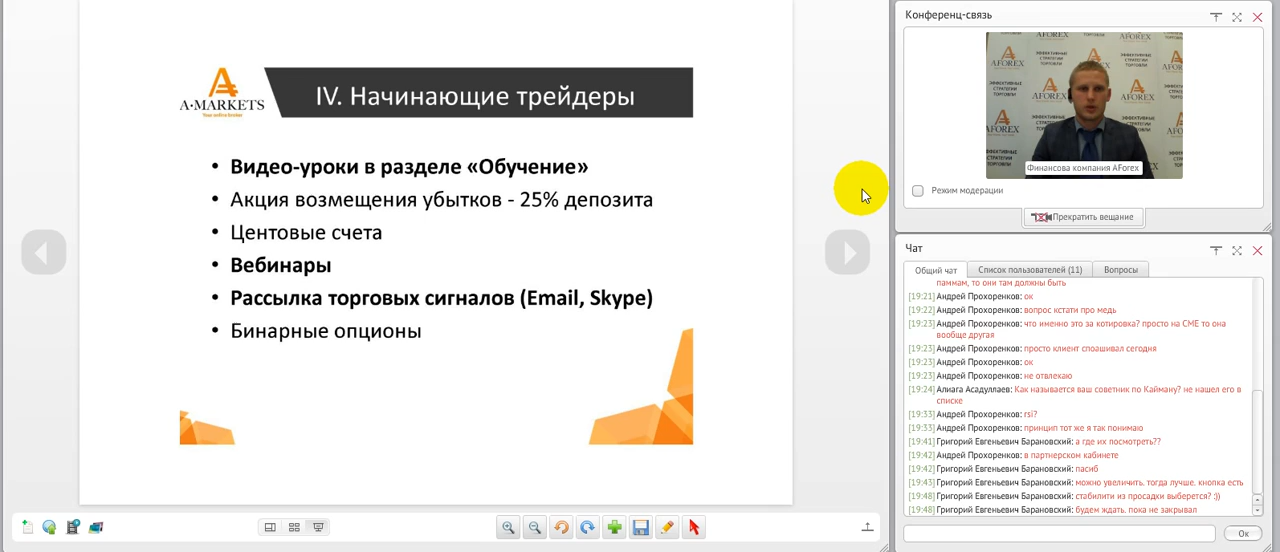 A·MARKETS
Your online broker
IV. Начинающие трейдеры
• Видео-уроки в разделе «Обучение»
• Акция возмещения убытков - 25% депозита
• Центовые счета
• Вебинары
• Рассылка торговых сигналов (Email, Skype)
• Бинарные опционы
Конференц-связь
ЭФФЕКТИВНЫЕ
СТРАТЕГИИ
ТОРГОВЛИ
AFOREX
Финансова компания AForex
Режим модерации
Прекратить вещание
Чат
Общий чат
Список пользователей (11)
Вопросы
паммам, то они там должны быть
[19:21] Андрей Прохоренков: ок
[19:22] Андрей Прохоренков: вопрос кстати про медь
[19:23] Андрей Прохоренков: что именно это за котировка? просто на CME то она
вообще другая
[19:23] Андрей Прохоренков: просто клиент споашивал сегодня
[19:23] Андрей Прохоренков: ок
[19:23] Андрей Прохоренков: не отвлекаю
[19:24] Алиага Асадуллаев: Как называется ваш советник по Кайману? не нашел его в
списке
[19:33] Андрей Прохоренков: rsi?
[19:33] Андрей Прохоренков: принцип тот же я так понимаю
[19:41] Григорий Евгеньевич Барановский: а где их посмотреть??
[19:42] Андрей Прохоренков: в партнерском кабинете
[19:42] Григорий Евгеньевич Барановский: пасиб
[19:43] Григорий Евгеньевич Барановский: можно увеличить. тогда лучше. кнопка есть
[19:48] Григорий Евгеньевич Барановский: стабилити из просадки выберется? :))
[19:48] Григорий Евгеньевич Барановский: будем ждать. пока не закрывал
Ок